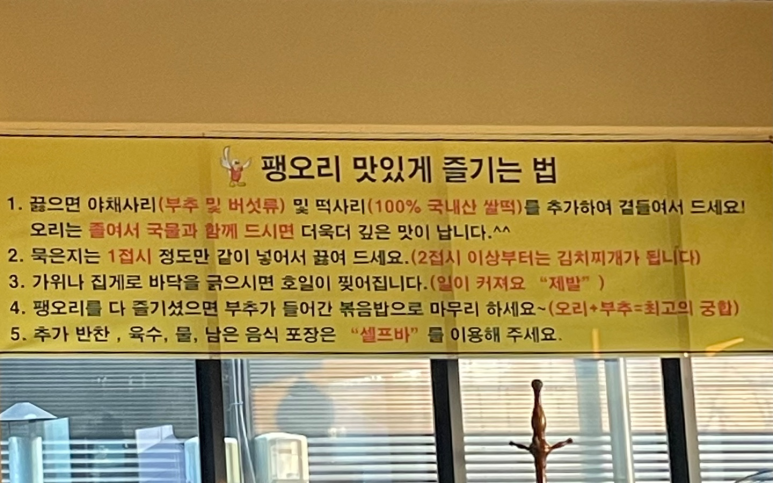 팽오리 맛있게 즐기는 법
1. 끓으면 야채사리(부추 및 버섯류) 및 떡사리(100% 국내산 쌀떡)를 추가하여 곁들여서 드세요!
오리는 졸여서 국물과 함께 드시면 더욱더 깊은 맛이 납니다.^^
2. 묵은지는 1접시 정도만 같이 넣어서 끓여 드세요.(2접시 이상부터는 김치찌개가 됩니다)
3. 가위나 집게로 바닥을 긁으시면 호일이 찢어집니다.(일이 커져요 “제발” )
4. 팽오리를 다 즐기셨으면 부추가 들어간 볶음밥으로 마무리 하세요~(오리+부추=최고의 궁합)
5. 추가 반찬 , 육수, 물, 남은 음식 포장은 “셀프바” 를 이용해 주세요.